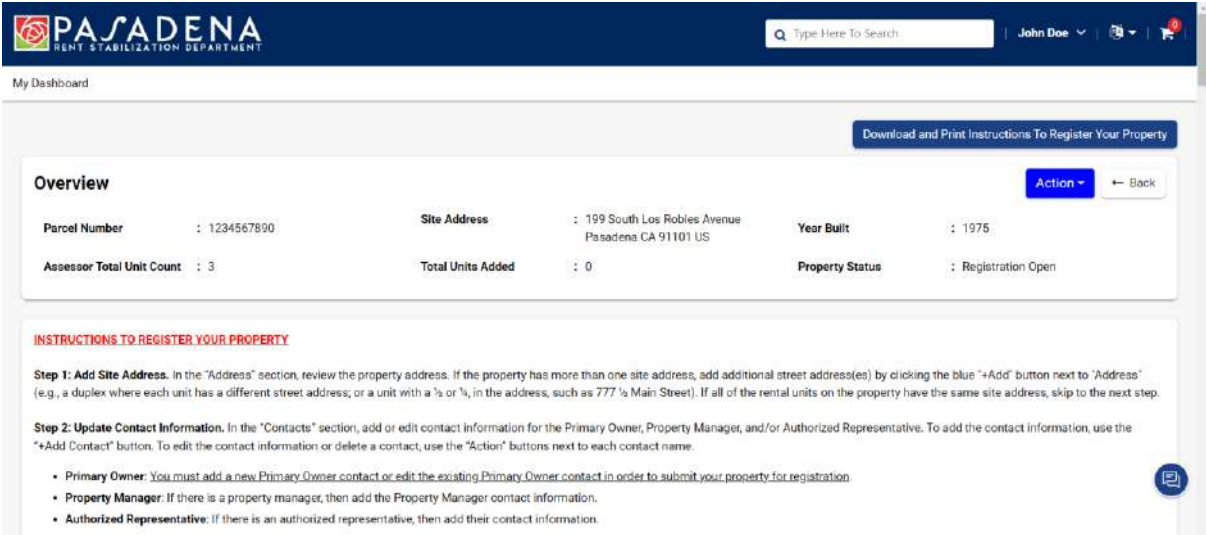 PASADENA
RENT STABILIZATION DEPARTMENT
Type Here To Search
John Doe
0
My Dashboard
Download and Print Instructions To Register Your Property
Overview
Action
← Back
Parcel Number : 1234567890
Site Address : 199 South Los Robles Avenue
Pasadena CA 91101 US
Year Built : 1975
Assessor Total Unit Count : 3
Total Units Added : 0
Property Status : Registration Open
INSTRUCTIONS TO REGISTER YOUR PROPERTY
Step 1: Add Site Address. In the "Address" section, review the property address. If the property has more than one site address, add additional street address(es) by clicking the blue "+Add" button next to "Address"
(e.g., a duplex where each unit has a different street address; or a unit with a ½ or ¼, in the address, such as 777 ½ Main Street). If all of the rental units on the property have the same site address, skip to the next step.
Step 2: Update Contact Information. In the "Contacts" section, add or edit contact information for the Primary Owner, Property Manager, and/or Authorized Representative. To add the contact information, use the
"+Add Contact" button. To edit the contact information or delete a contact, use the "Action" buttons next to each contact name.
• Primary Owner: You must add a new Primary Owner contact or edit the existing Primary Owner contact in order to submit your property for registration.
• Property Manager: If there is a property manager, then add the Property Manager contact information.
• Authorized Representative: If there is an authorized representative, then add their contact information.